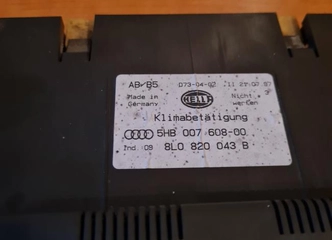 AB/B5 073-04-02 11 27 02 97
Made in Germany HELLA Nicht werfen
Klimabetätigung
5HB 007 608-00
Ind. 09 8L0 820 043 B